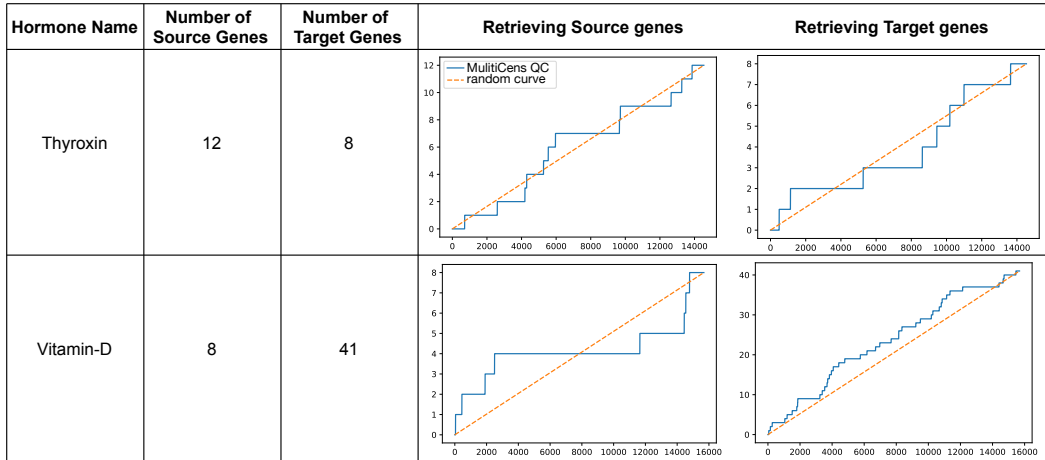 Hormone Name
Number of
Source Genes
Number of
Target Genes
Retrieving Source genes
Retrieving Target genes
Thyroxin
12
8
MulitiCens QC
random curve
12
10
8
6
4
2
0
0 2000 4000 6000 8000 10000 12000 14000
8
7
6
5
4
3
2
1
0
0 2000 4000 6000 8000 10000 12000 14000
Vitamin-D
8
41
8
7
6
5
4
3
2
1
0
0 2000 4000 6000 8000 10000 12000 14000 16000
40
30
20
10
0
0 2000 4000 6000 8000 10000 12000 14000 16000